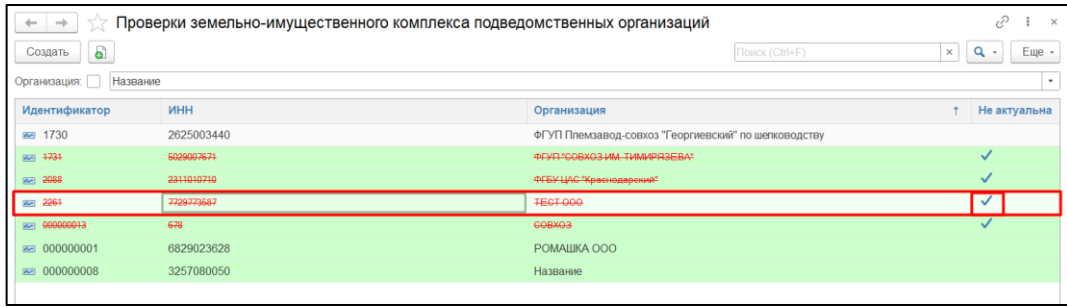 Проверки земельно-имущественного комплекса подведомственных организаций
Создать Поиск (Ctrl+F) Еще
Организация: Название
Идентификатор ИНН Организация Не актуальна
1730 2625003440 ФГУП Племзавод-совхоз "Георгиевский" по шелководству
1731 5029007671 ФГУП "СОВХОЗ ИМ. ТИМИРЯЗЕВА"
2088 2311010710 ФГБУ ЦАС "Краснодарский"
2261 7729773587 ТЕСТ ООО
000000013 678 СОВХОЗ
000000001 6829023628 РОМАШКА ООО
000000008 3257080050 Название